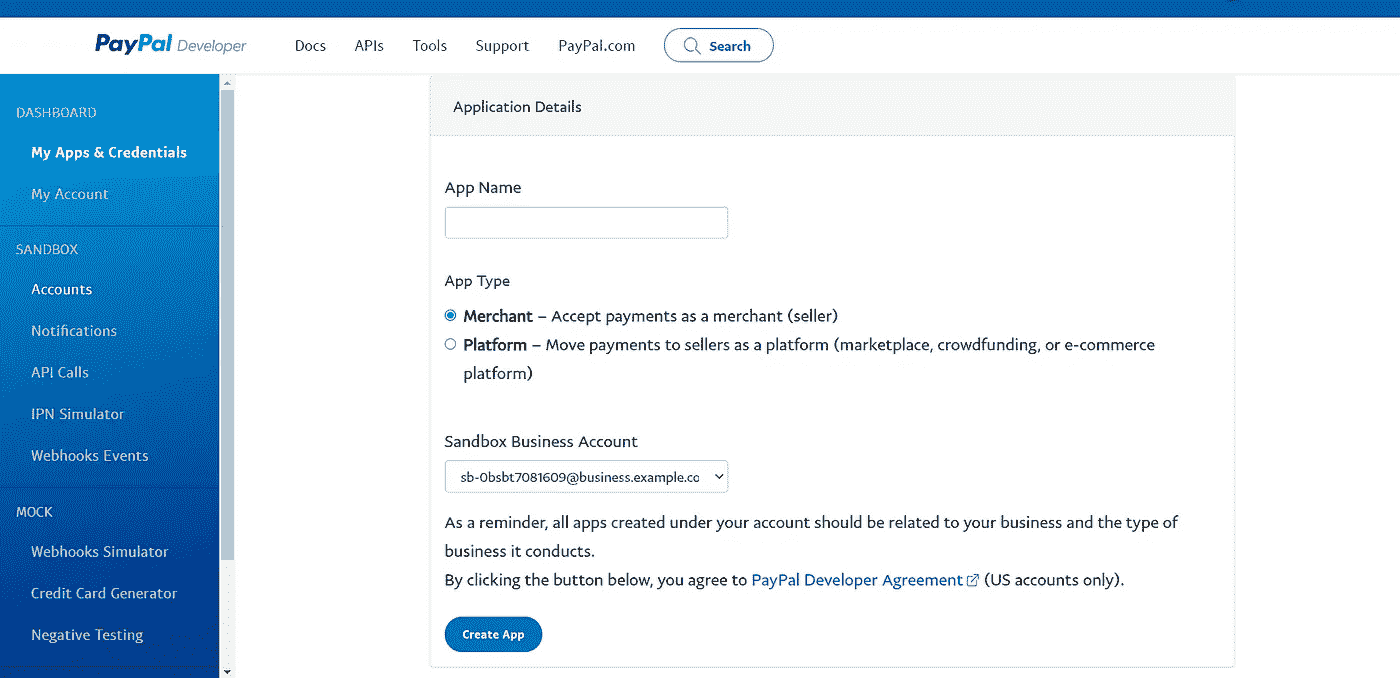 PayPal Developer
Docs
APIs
Tools
Support
PayPal.com
Search
DASHBOARD
My Apps & Credentials
My Account
SANDBOX
Accounts
Notifications
API Calls
IPN Simulator
Webhooks Events
MOCK
Webhooks Simulator
Credit Card Generator
Negative Testing
Application Details
App Name
App Type
Merchant – Accept payments as a merchant (seller)
Platform – Move payments to sellers as a platform (marketplace, crowdfunding, or e-commerce
platform)
Sandbox Business Account
sb-0bsbt7081609@business.example.co
As a reminder, all apps created under your account should be related to your business and the type of
business it conducts.
By clicking the button below, you agree to PayPal Developer Agreement (US accounts only).
Create App